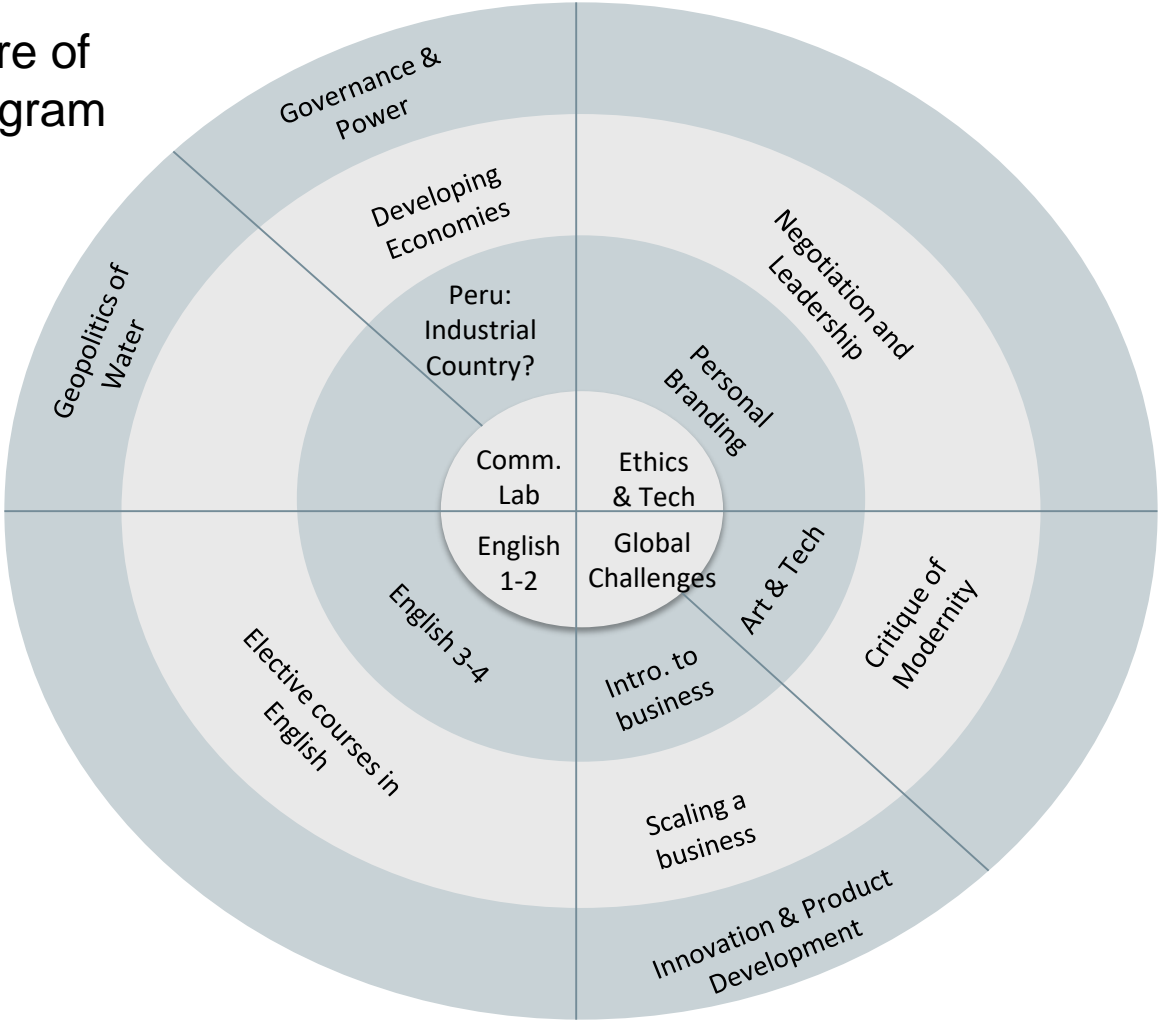 re of
gram
Governance &
Power
Developing
Economies
Peru:
Industrial
Country?
Geopolitics of
Water
Negotiation and
Leadership
Personal
Branding
Comm.
Lab
Ethics
& Tech
English
1-2
Global
Challenges
English 3-4
Elective courses in
English
Art & Tech
Critique of
Modernity
Intro. to
business
Scaling a
business
Innovation & Product
Development